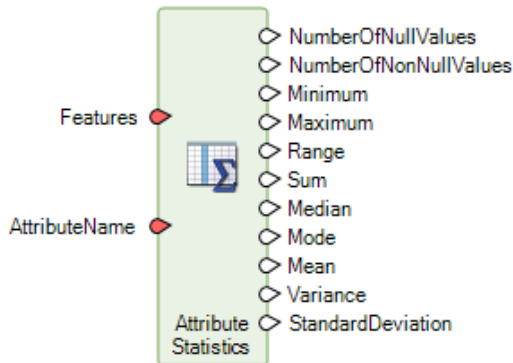 NumberOfNullValues
NumberOfNonNullValues
Minimum
Features
Maximum
Range
Sum
Median
AttributeName
Mode
Mean
Variance
Attribute
Statistics
StandardDeviation